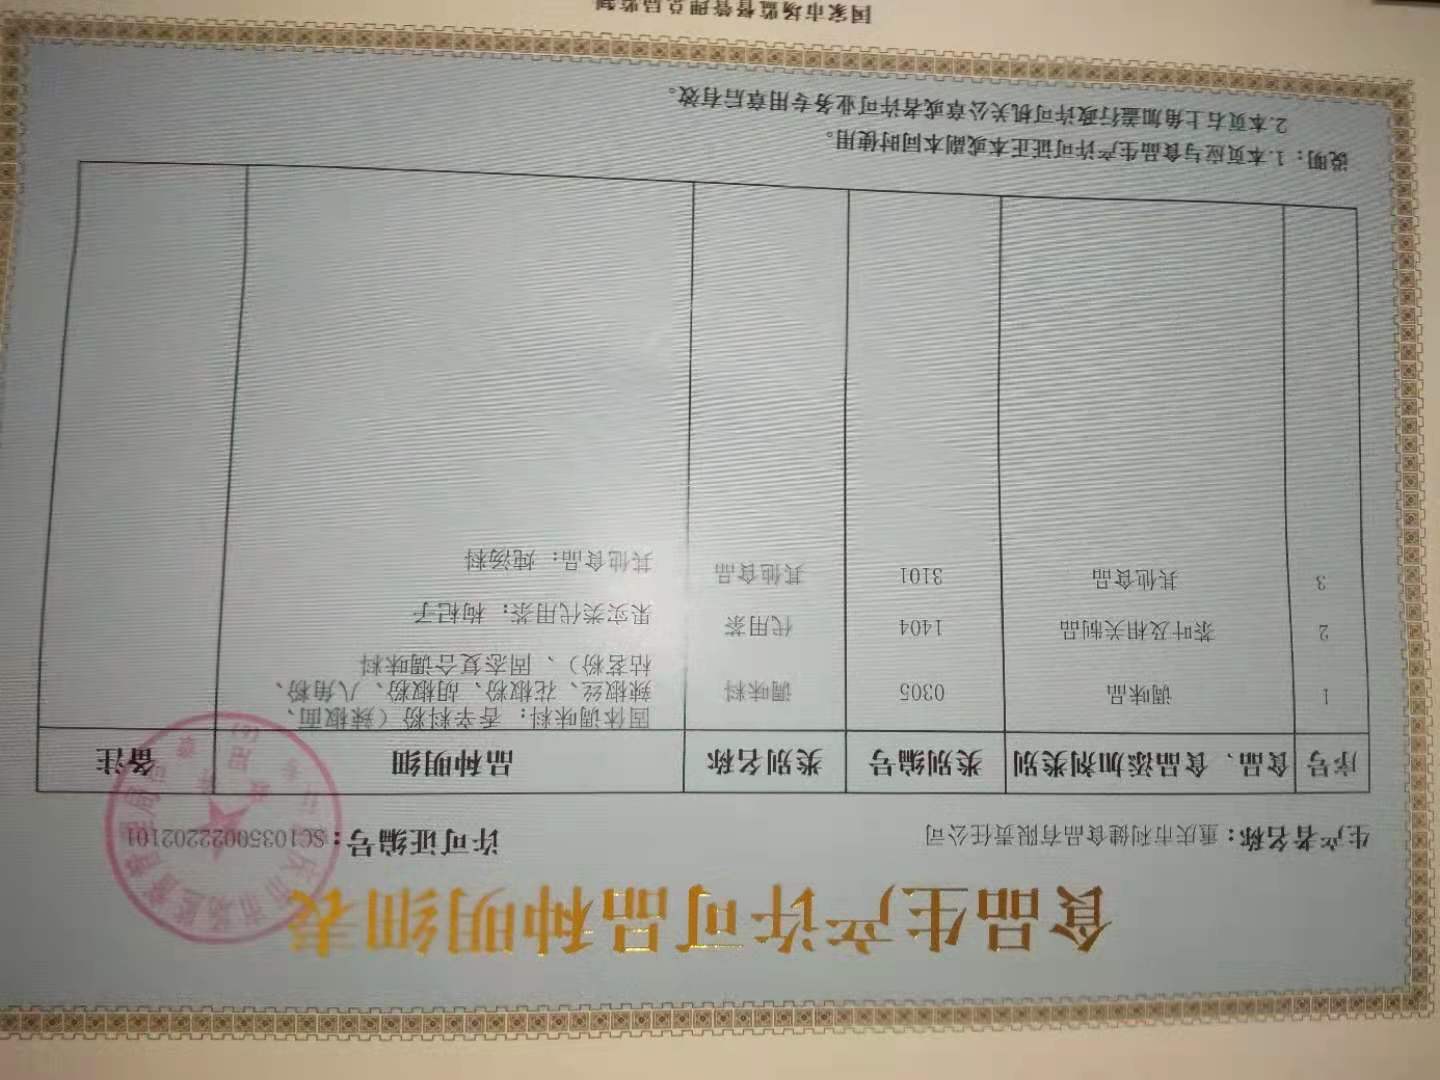 食品生产许可品种明细表
生产者名称：重庆市利健食品有限责任公司 许可证编号：SC10350022202101
序号 食品、食品添加剂类别 类别编号 类别名称 品种明细 备注
1 调味品 0305 调味料 固体调味料：香辛料粉（辣椒面、
辣椒丝、花椒粉、胡椒粉、八角粉、
枯茗粉）、固态复合调味料
2 茶叶及相关制品 1404 代用茶 果实类代用茶：枸杞子
3 其他食品 3101 其他食品 其他食品：炖汤料
说明：1.本页应与食品生产许可证正本或副本同时使用。
2.本页右上角加盖行政许可机关公章或者许可业务专用章后有效。
国家市场监督管理总局监制